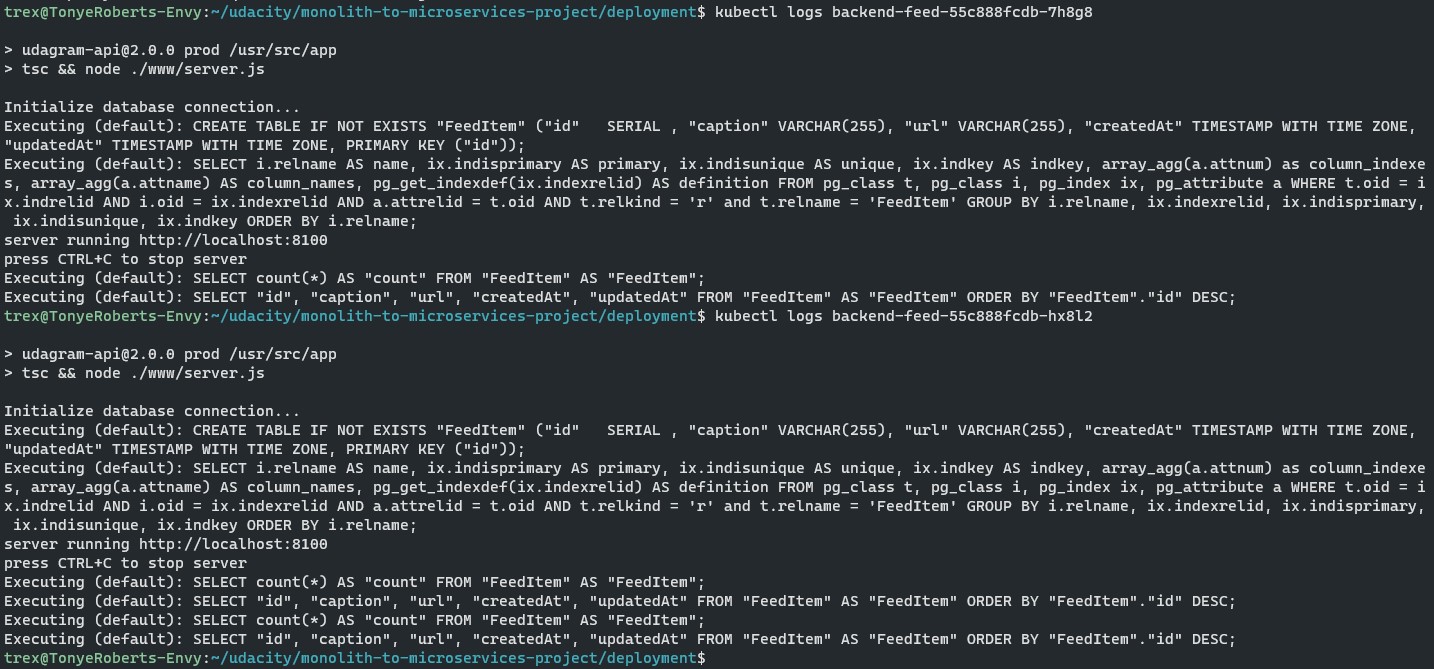 trex@TonyeRoberts-Envy:~/udacity/monolith-to-microservices-project/deployment$ kubectl logs backend-feed-55c888fcdb-7h8g8
> udagram-api@2.0.0 prod /usr/src/app
> tsc && node ./www/server.js
Initialize database connection...
Executing (default): CREATE TABLE IF NOT EXISTS "FeedItem" ("id"   SERIAL , "caption" VARCHAR(255), "url" VARCHAR(255), "createdAt" TIMESTAMP WITH TIME ZONE,
"updatedAt" TIMESTAMP WITH TIME ZONE, PRIMARY KEY ("id"));
Executing (default): SELECT i.relname AS name, ix.indisprimary AS primary, ix.indisunique AS unique, ix.indkey AS indkey, array_agg(a.attnum) as column_indexe
s, array_agg(a.attname) AS column_names, pg_get_indexdef(ix.indexrelid) AS definition FROM pg_class t, pg_class i, pg_index ix, pg_attribute a WHERE t.oid = i
x.indrelid AND i.oid = ix.indexrelid AND a.attrelid = t.oid AND t.relkind = 'r' and t.relname = 'FeedItem' GROUP BY i.relname, ix.indexrelid, ix.indisprimary,
 ix.indisunique, ix.indkey ORDER BY i.relname;
server running http://localhost:8100
press CTRL+C to stop server
Executing (default): SELECT count(*) AS "count" FROM "FeedItem" AS "FeedItem";
Executing (default): SELECT "id", "caption", "url", "createdAt", "updatedAt" FROM "FeedItem" AS "FeedItem" ORDER BY "FeedItem"."id" DESC;
trex@TonyeRoberts-Envy:~/udacity/monolith-to-microservices-project/deployment$ kubectl logs backend-feed-55c888fcdb-hx8l2
> udagram-api@2.0.0 prod /usr/src/app
> tsc && node ./www/server.js
Initialize database connection...
Executing (default): CREATE TABLE IF NOT EXISTS "FeedItem" ("id"   SERIAL , "caption" VARCHAR(255), "url" VARCHAR(255), "createdAt" TIMESTAMP WITH TIME ZONE,
"updatedAt" TIMESTAMP WITH TIME ZONE, PRIMARY KEY ("id"));
Executing (default): SELECT i.relname AS name, ix.indisprimary AS primary, ix.indisunique AS unique, ix.indkey AS indkey, array_agg(a.attnum) as column_indexe
s, array_agg(a.attname) AS column_names, pg_get_indexdef(ix.indexrelid) AS definition FROM pg_class t, pg_class i, pg_index ix, pg_attribute a WHERE t.oid = i
x.indrelid AND i.oid = ix.indexrelid AND a.attrelid = t.oid AND t.relkind = 'r' and t.relname = 'FeedItem' GROUP BY i.relname, ix.indexrelid, ix.indisprimary,
 ix.indisunique, ix.indkey ORDER BY i.relname;
server running http://localhost:8100
press CTRL+C to stop server
Executing (default): SELECT count(*) AS "count" FROM "FeedItem" AS "FeedItem";
Executing (default): SELECT "id", "caption", "url", "createdAt", "updatedAt" FROM "FeedItem" AS "FeedItem" ORDER BY "FeedItem"."id" DESC;
Executing (default): SELECT count(*) AS "count" FROM "FeedItem" AS "FeedItem";
Executing (default): SELECT "id", "caption", "url", "createdAt", "updatedAt" FROM "FeedItem" AS "FeedItem" ORDER BY "FeedItem"."id" DESC;
trex@TonyeRoberts-Envy:~/udacity/monolith-to-microservices-project/deployment$